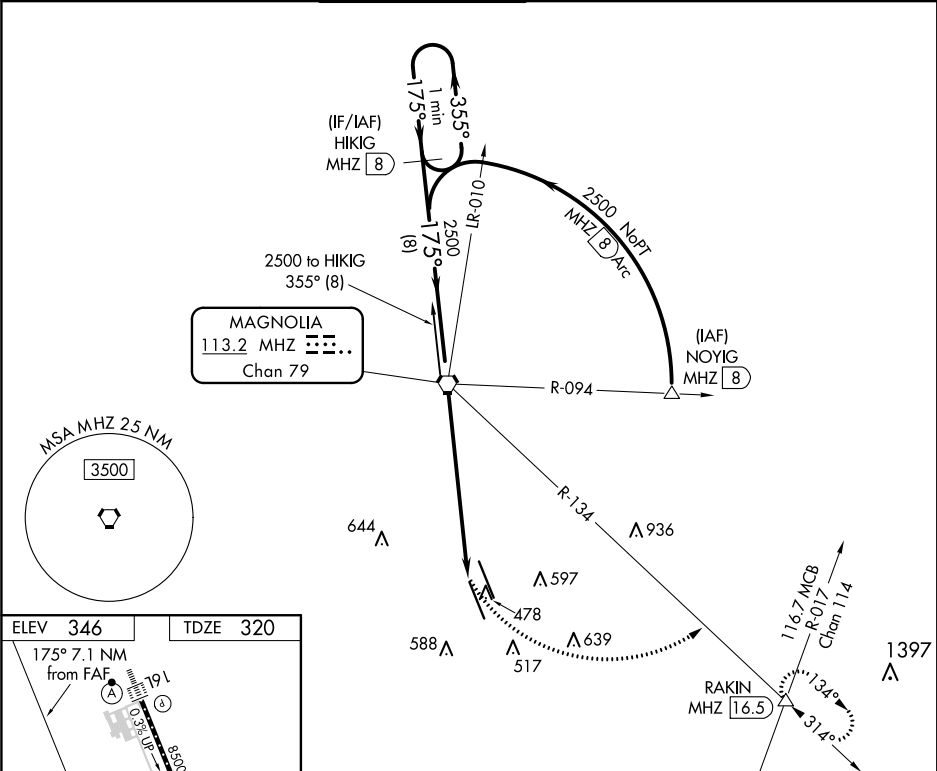 175°
1 min
355°
(IF/IAF)
HIKIG
MHZ 8
LR-010
2500 NoPT
MHZ 8 Arc
2500
175°
(8)
2500 to HIKIG
355° (8)
MAGNOLIA
113.2 MHZ
Chan 79
(IAF)
NOYIG
MHZ 8
R-094
MSA MHZ 25 NM
3500
R-134
644
936
597
478
588
517
639
116.7 MCB
R-017
Chan 114
1397
RAKIN
MHZ 16.5
134°
314°
ELEV 346
TDZE 320
175° 7.1 NM
from FAF
A
16L
P
0.3% UP
8500